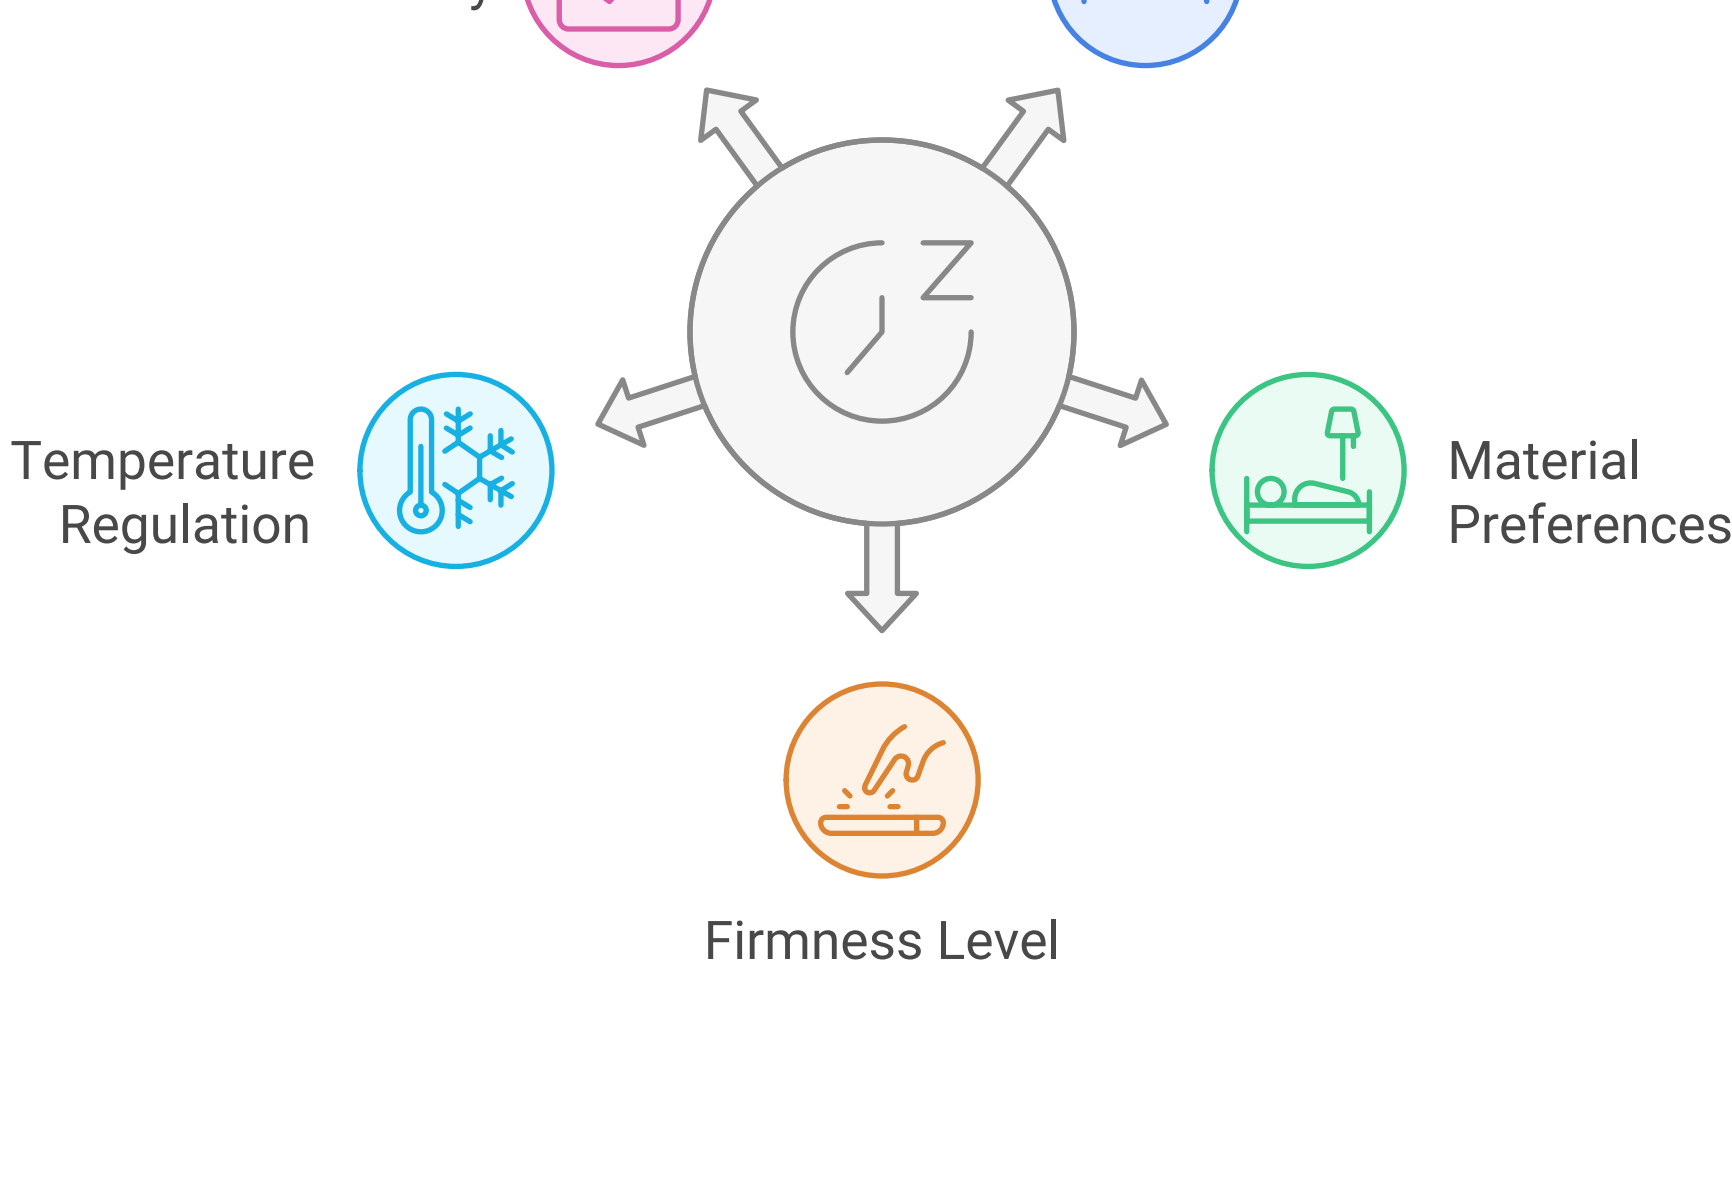 Temperature
Regulation
Material
Preferences
Firmness Level